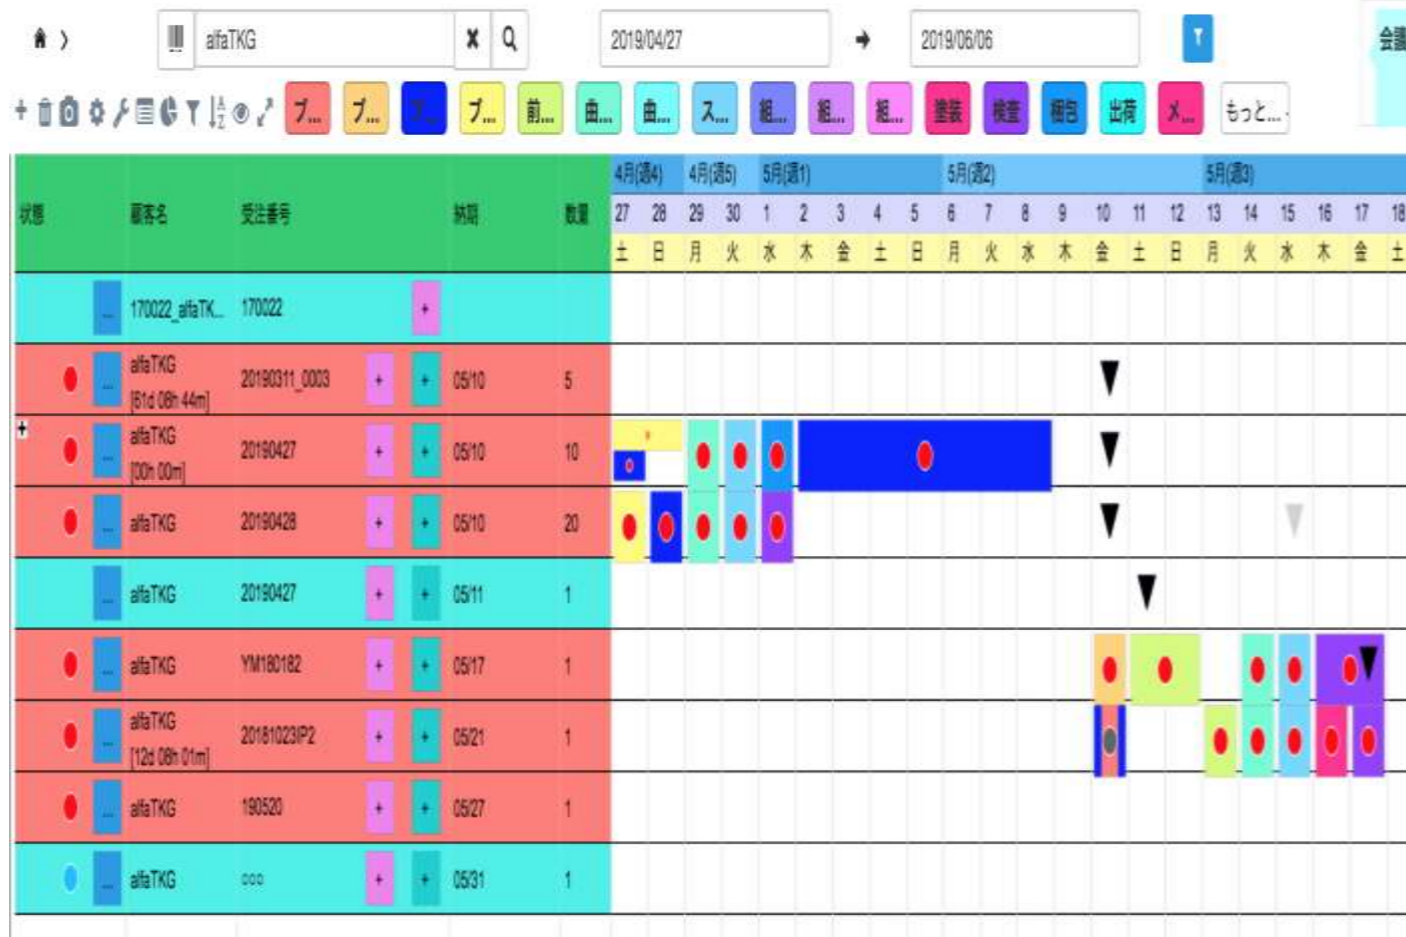 alfaTKG 2019/04/27 → 2019/06/06
ブ... ブ... ブ... ブ... 前... 曲... 曲... ス... 組... 組... 組... 塗装 検査 梱包 出荷 メ... もっと...
4月(週4) 4月(週5) 5月(週1) 5月(週2) 5月(週3)
状態 顧客名 受注番号 納期 数量 27 28 29 30 1 2 3 4 5 6 7 8 9 10 11 12 13 14 15 16 17 18
土 日 月 火 水 木 金 土 日 月 火 水 木 金 土 日 月 火 水 木 金 土
... 170022_alfaTK... 170022 +
... alfaTKG 20190311_0003 + + 05/10 5
[61d 08h 44m]
... alfaTKG 20190427 + + 05/10 10
[00h 00m]
... alfaTKG 20190428 + + 05/10 20
... alfaTKG 20190427 + + 05/11 1
... alfaTKG YM180182 + + 05/17 1
... alfaTKG 20181023IP2 + + 05/21 1
[12d 08h 01m]
... alfaTKG 190520 + + 05/27 1
... alfaTKG ○○○ + + 05/31 1